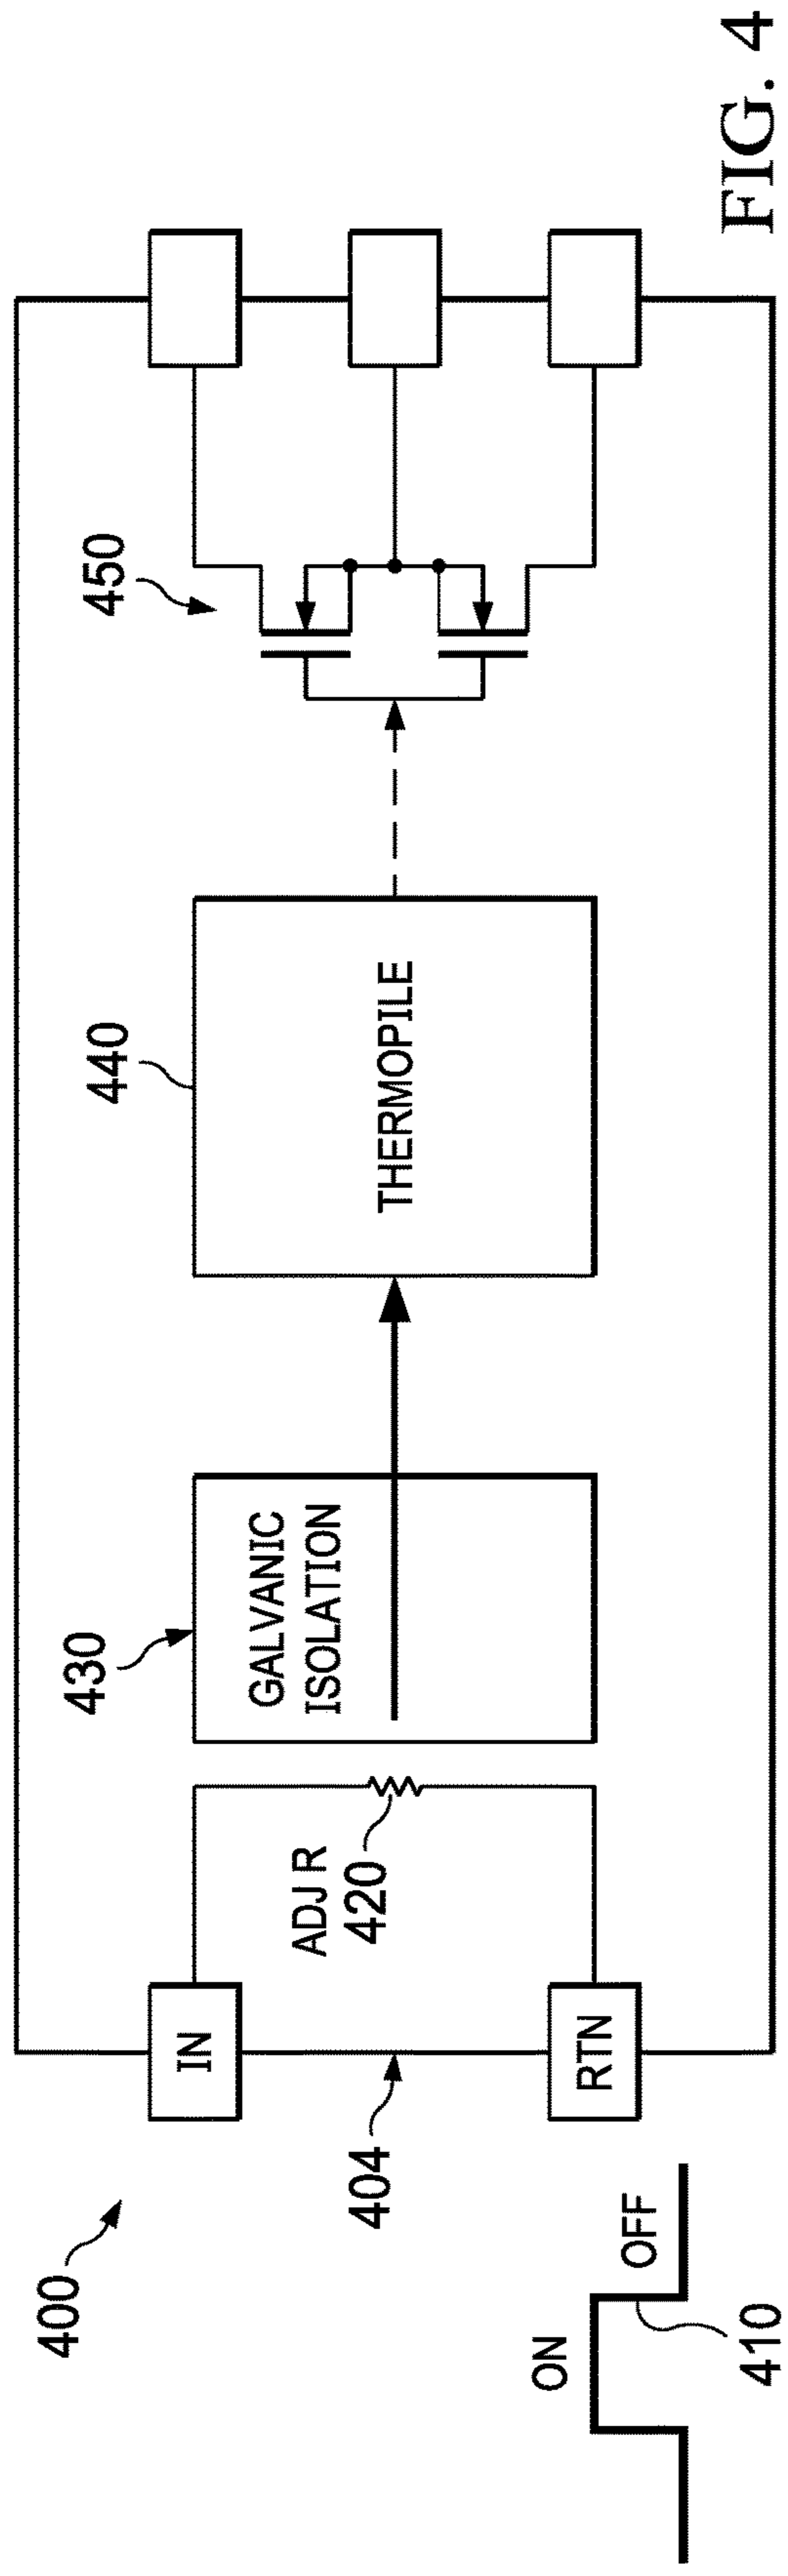 400
404
IN
RTN
ON
OFF
410
ADJ R
420
430
GALVANIC
ISOLATION
440
THERMOPILE
450
FIG. 4